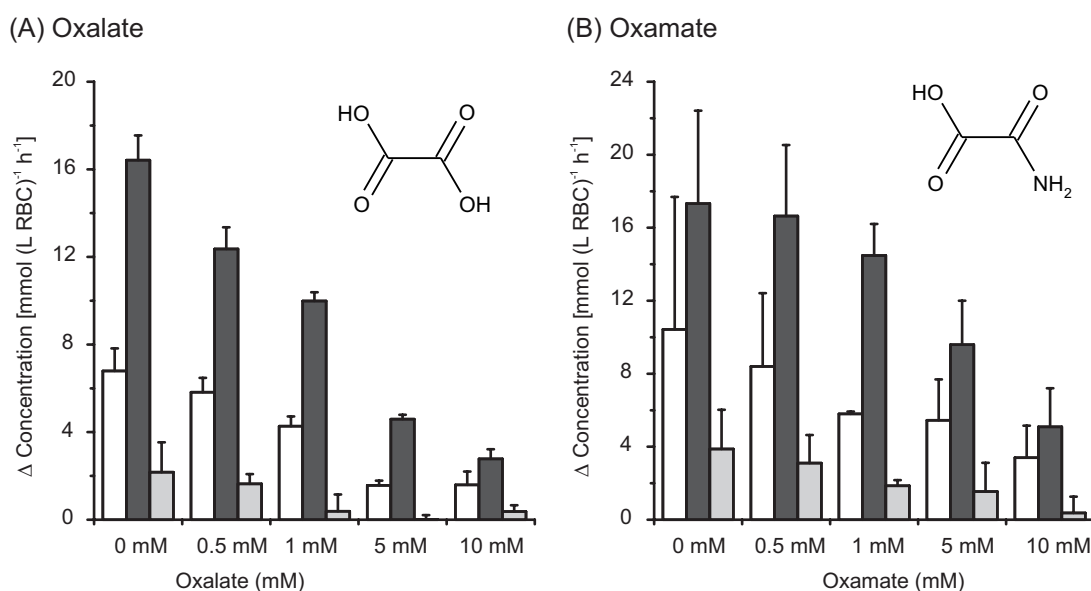 (A) Oxalate
Δ Concentration [mmol (L RBC)⁻¹ h⁻¹]
20
16
12
8
4
0
HO
O
O
OH
0 mM 0.5 mM 1 mM 5 mM 10 mM
Oxalate (mM)
(B) Oxamate
Δ Concentration [mmol (L RBC)⁻¹ h⁻¹]
24
20
16
12
8
4
0
HO
O
O
NH₂
0 mM 0.5 mM 1 mM 5 mM 10 mM
Oxamate (mM)